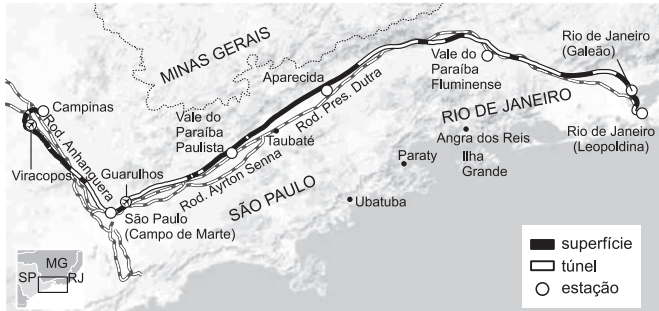 MINAS GERAIS
Rio de Janeiro
(Galeão)
Aparecida
Vale do
Paraíba
Fluminense
Campinas
Rod. Anhanguera
Vale do
Paraíba
Paulista
Rod. Pres. Dutra
RIO DE JANEIRO
Taubaté
Angra dos Reis
Rio de Janeiro
(Leopoldina)
Viracopos
Guarulhos
Rod. Ayrton Senna
Paraty
Ilha
Grande
SÃO PAULO
São Paulo
(Campo de Marte)
Ubatuba
MG
SP
RJ
superfície
túnel
estação